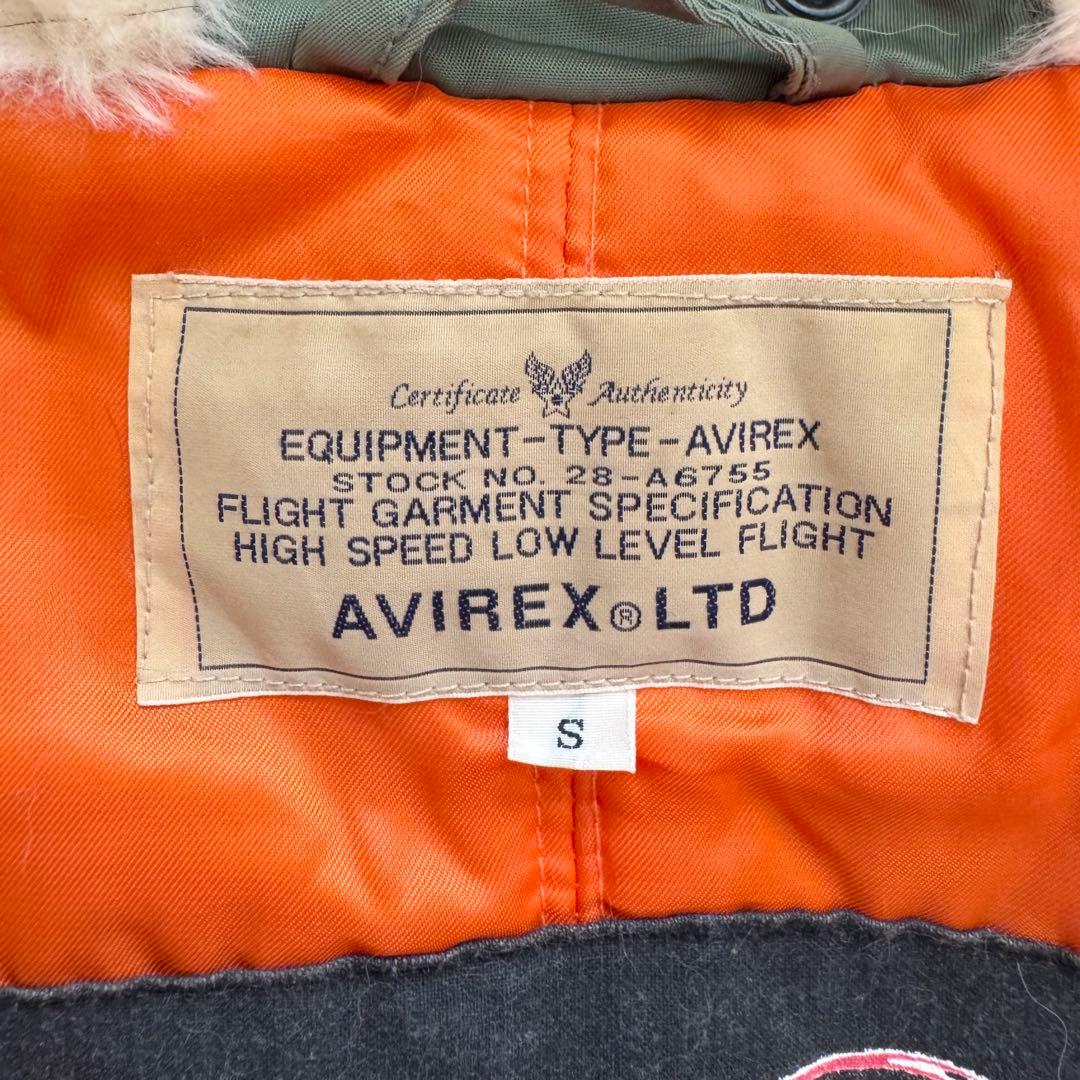 Certificate Authenticity
EQUIPMENT-TYPE-AVIREX
STOCK NO. 28-A6755
FLIGHT GARMENT SPECIFICATION
HIGH SPEED LOW LEVEL FLIGHT
AVIREX® LTD
S